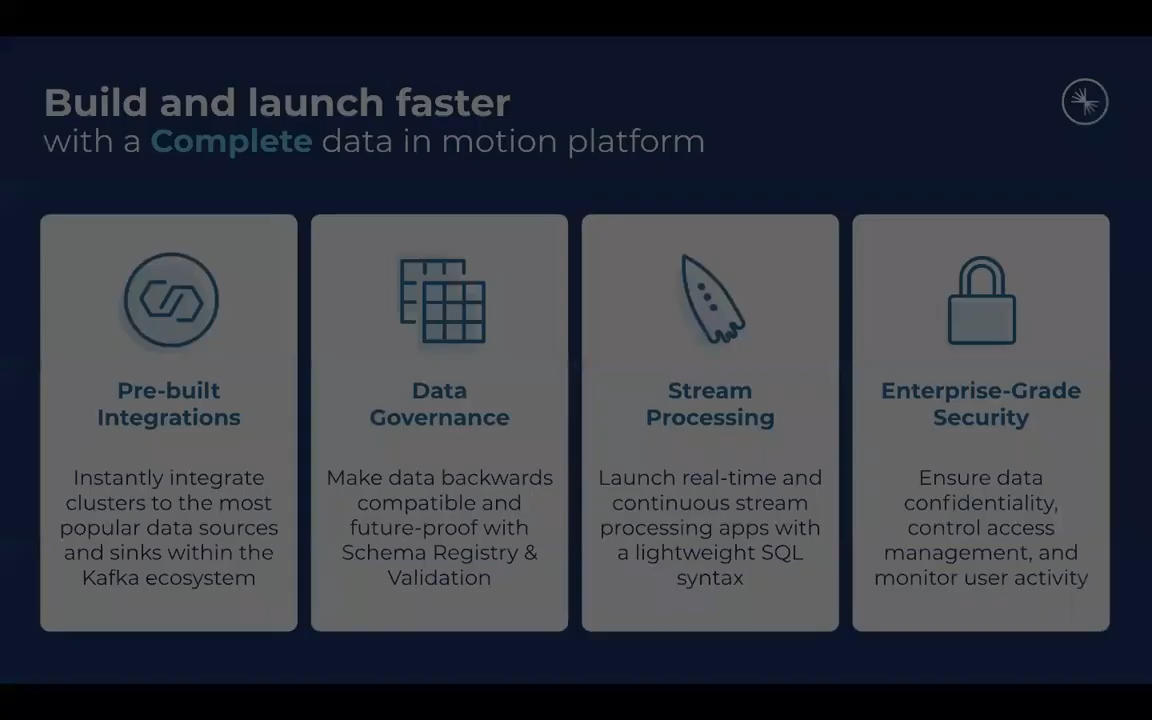 Build and launch faster
with a Complete data in motion platform
Pre-built
Integrations
Instantly integrate
clusters to the most
popular data sources
and sinks within the
Kafka ecosystem
Data
Governance
Make data backwards
compatible and
future-proof with
Schema Registry &
Validation
Stream
Processing
Launch real-time and
continuous stream
processing apps with
a lightweight SQL
syntax
Enterprise-Grade
Security
Ensure data
confidentiality,
control access
management, and
monitor user activity